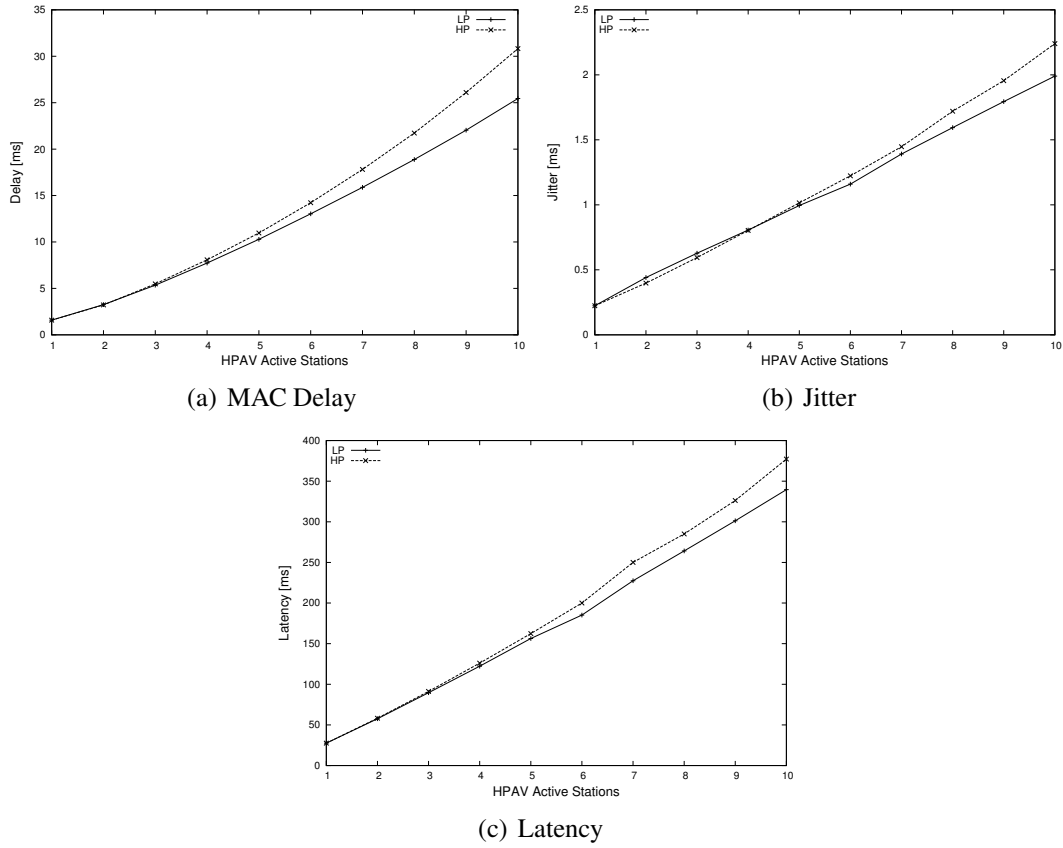 35
30
25
20
15
10
5
0
Delay [ms]
LP
HP
1 2 3 4 5 6 7 8 9 10
HPAV Active Stations
(a) MAC Delay
2.5
2
1.5
1
0.5
0
Jitter [ms]
LP
HP
1 2 3 4 5 6 7 8 9 10
HPAV Active Stations
(b) Jitter
400
350
300
250
200
150
100
50
0
Latency [ms]
LP
HP
1 2 3 4 5 6 7 8 9 10
HPAV Active Stations
(c) Latency